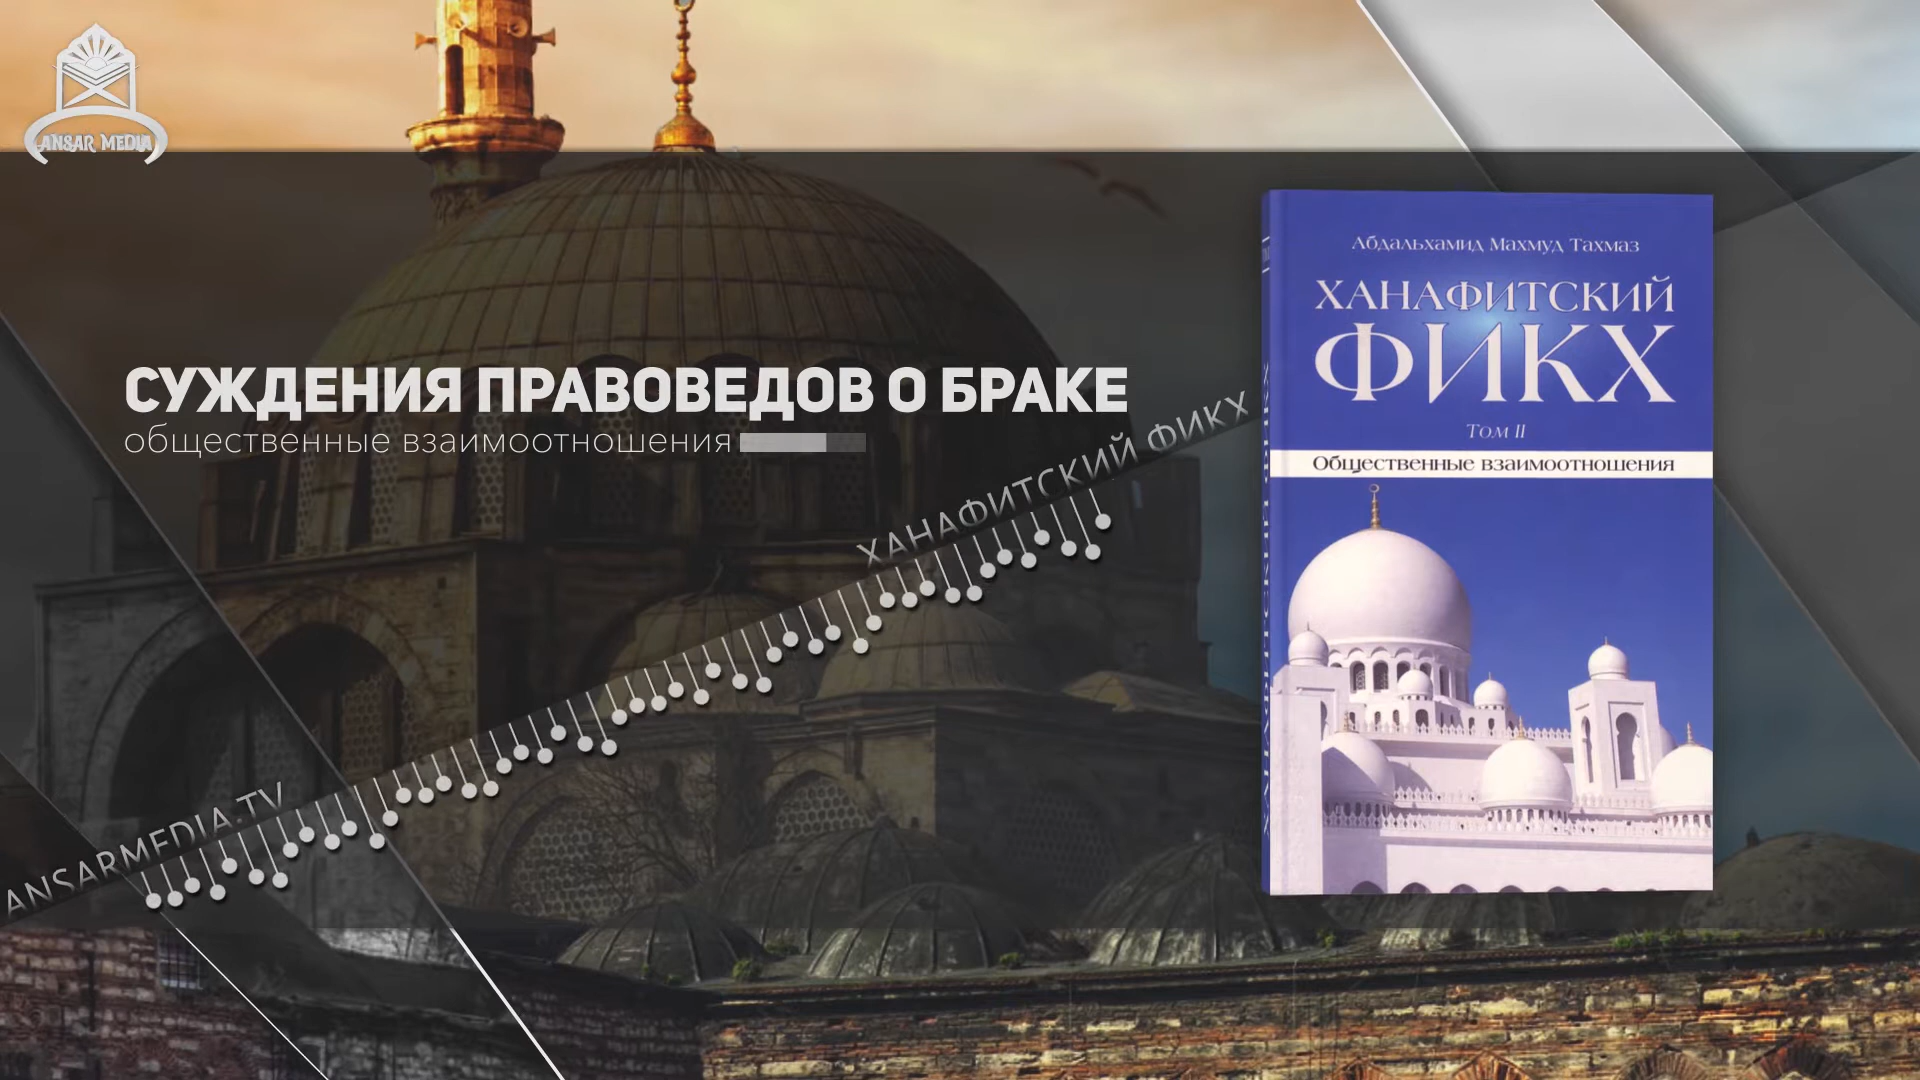 ANSAR MEDIA
СУЖДЕНИЯ ПРАВОВЕДОВ О БРАКЕ
общественные взаимоотношения
ХАНАФИТСКИЙ ФИКХ
ANSARMEDIA.TV
Абдальхамид Махмуд Тахмаз
ХАНАФИТСКИЙ
ФИКХ
Том II
Общественные взаимоотношения